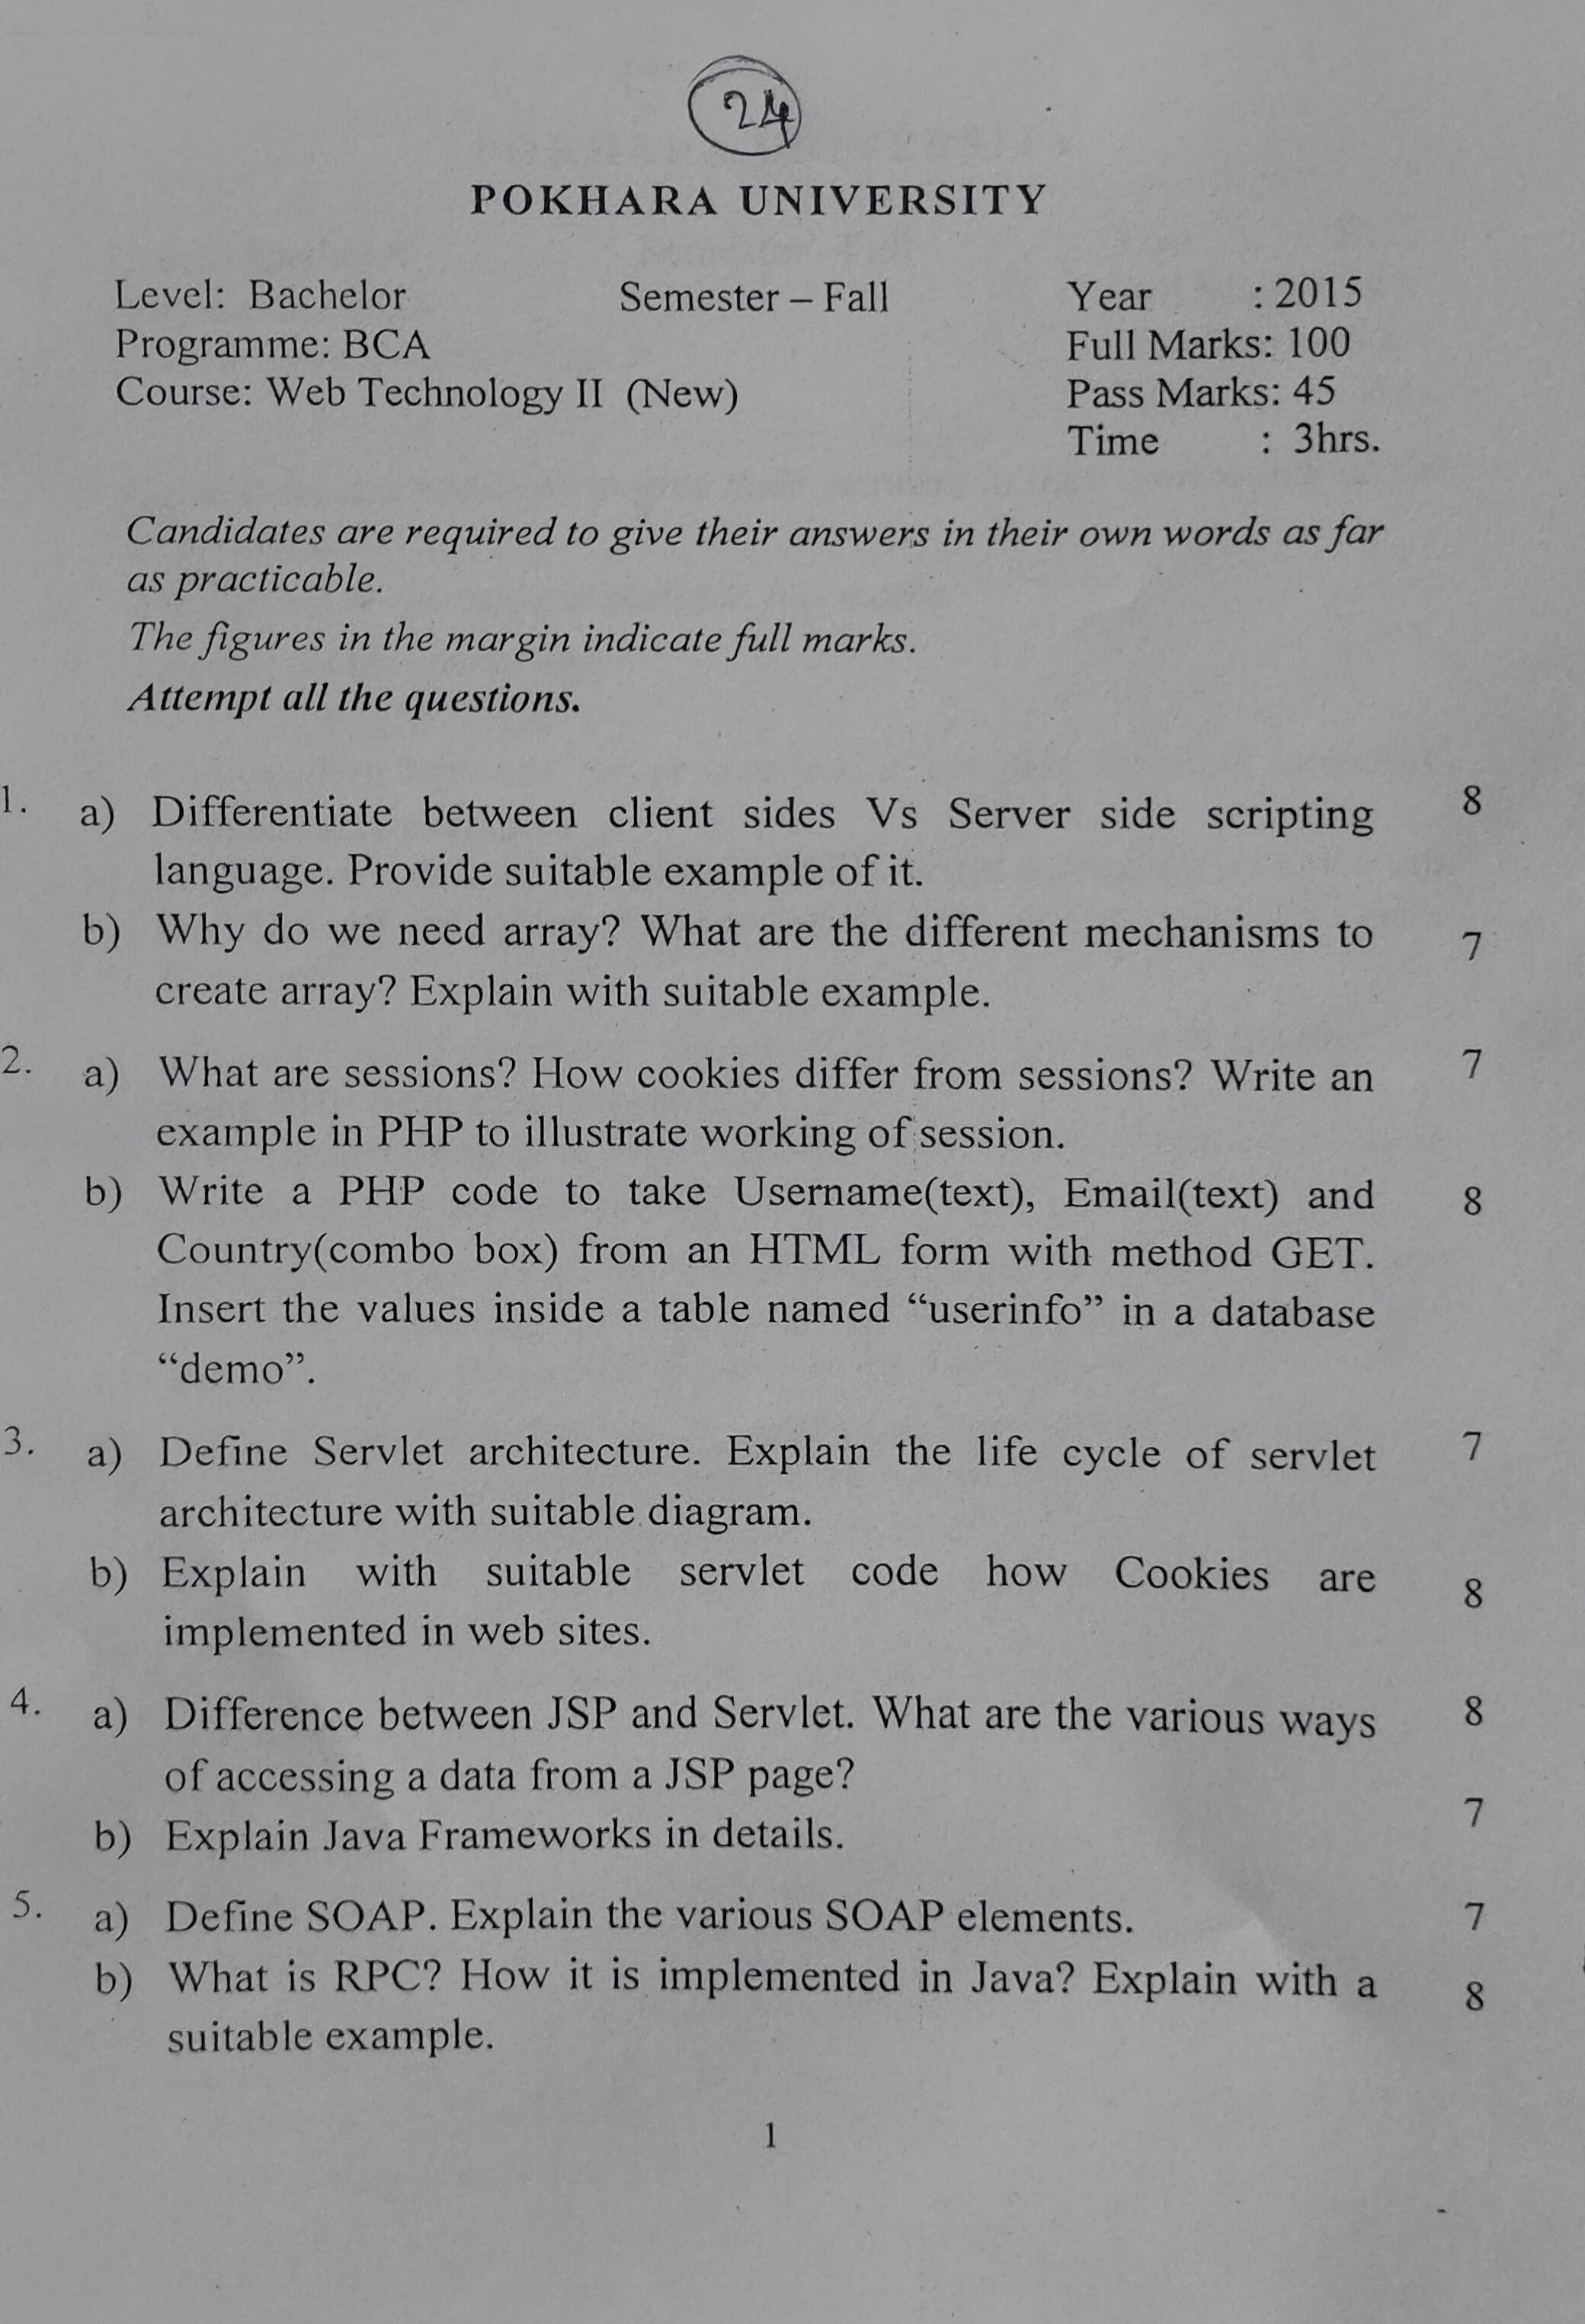 24
POKHARA UNIVERSITY
Level: Bachelor Semester – Fall Year : 2015
Programme: BCA Full Marks: 100
Course: Web Technology II (New) Pass Marks: 45
Time : 3hrs.
Candidates are required to give their answers in their own words as far
as practicable.
The figures in the margin indicate full marks.
Attempt all the questions.
1. a) Differentiate between client sides Vs Server side scripting 8
language. Provide suitable example of it.
b) Why do we need array? What are the different mechanisms to 7
create array? Explain with suitable example.
2. a) What are sessions? How cookies differ from sessions? Write an 7
example in PHP to illustrate working of session.
b) Write a PHP code to take Username(text), Email(text) and 8
Country(combo box) from an HTML form with method GET.
Insert the values inside a table named “userinfo” in a database
“demo”.
3. a) Define Servlet architecture. Explain the life cycle of servlet 7
architecture with suitable diagram.
b) Explain with suitable servlet code how Cookies are 8
implemented in web sites.
4. a) Difference between JSP and Servlet. What are the various ways 8
of accessing a data from a JSP page?
b) Explain Java Frameworks in details. 7
5. a) Define SOAP. Explain the various SOAP elements. 7
b) What is RPC? How it is implemented in Java? Explain with a 8
suitable example.
1